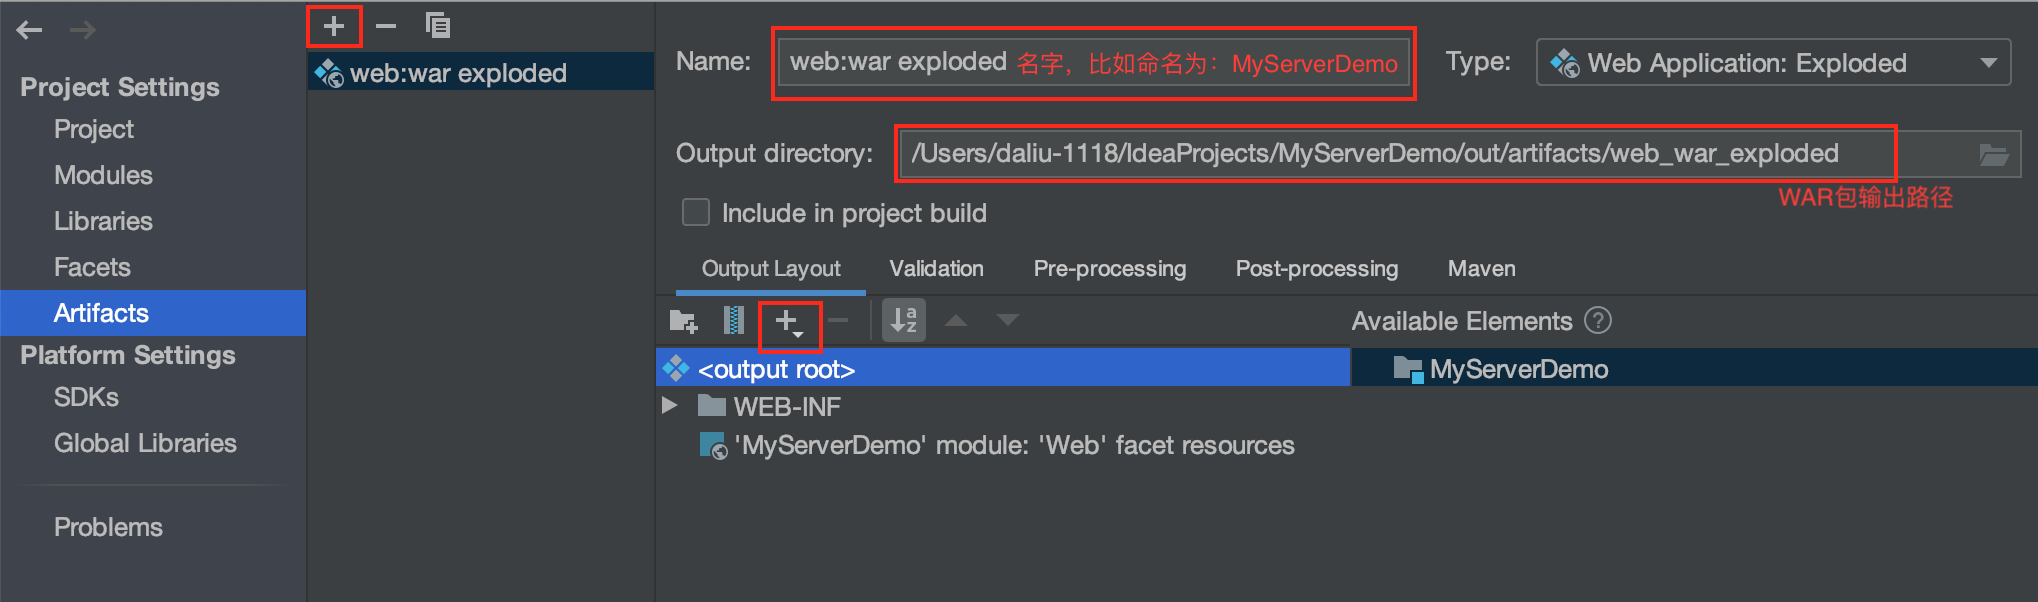 Project Settings
Project
Modules
Libraries
Facets
Artifacts
Platform Settings
SDKs
Global Libraries
Problems
web:war exploded
Name: web:war exploded 名字，比如命名为：MyServerDemo
Type: Web Application: Exploded
Output directory: /Users/daliu-1118/IdeaProjects/MyServerDemo/out/artifacts/web_war_exploded
WAR包输出路径
Include in project build
Output Layout Validation Pre-processing Post-processing Maven
Available Elements ?
<output root>
WEB-INF
'MyServerDemo' module: 'Web' facet resources
MyServerDemo